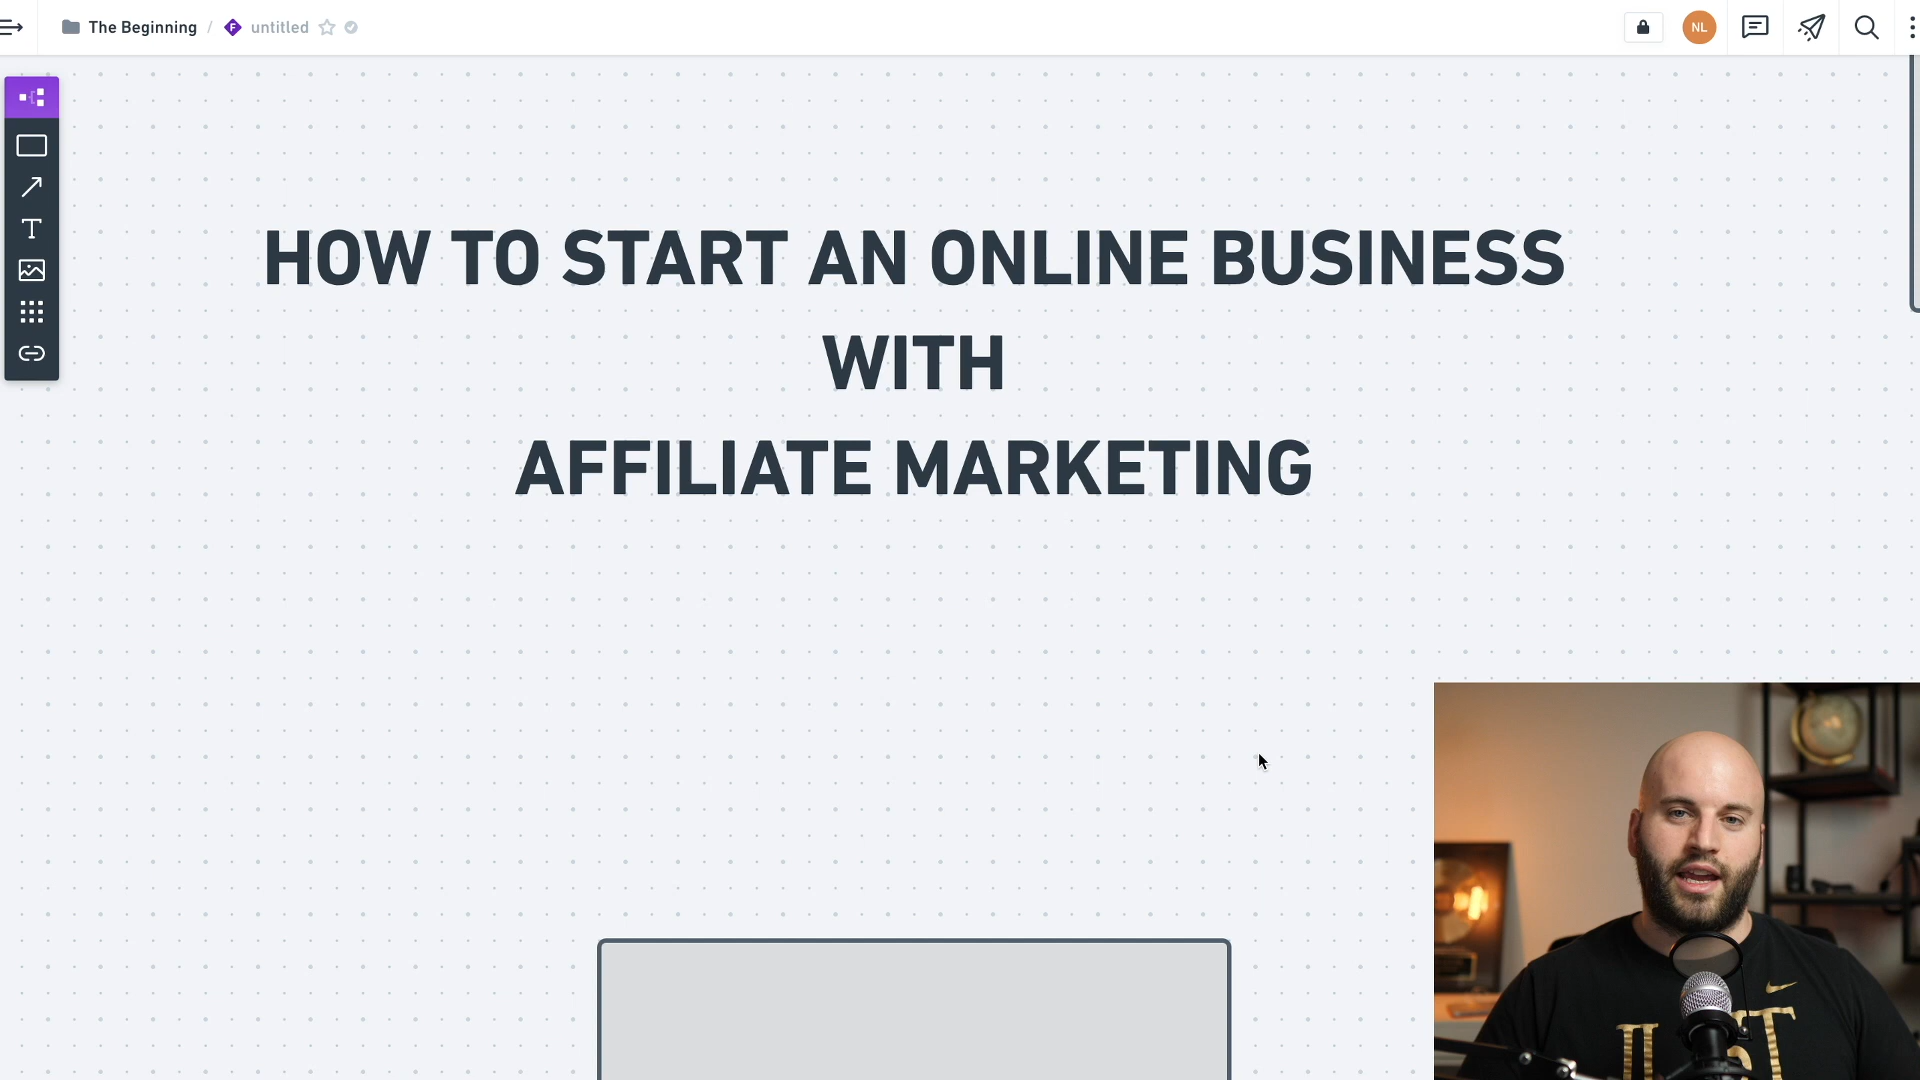 The Beginning / F untitled
NL
HOW TO START AN ONLINE BUSINESS
WITH
AFFILIATE MARKETING